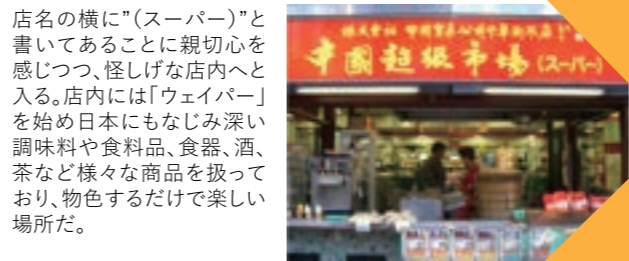 店名の横に”（スーパー）”と
書いてあることに親切心を
感じつつ、怪しげな店内へと
入る。店内には「ウェイパー」
を始め日本にもなじみ深い
調味料や食料品、食器、酒、
茶など様々な商品を扱って
おり、物色するだけで楽しい
場所だ。
中國超級市場（スーパー）